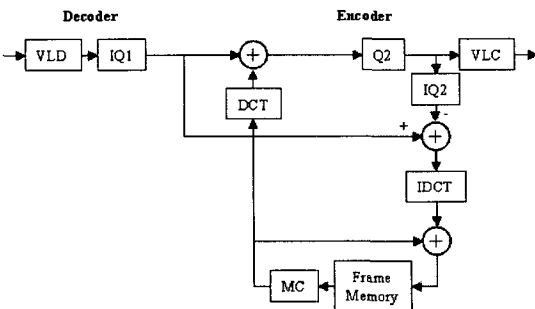 Decoder
Encoder
VLD
IQ1
+
Q2
VLC
DCT
IQ2
+
-
+
IDCT
+
MC
Frame
Memory